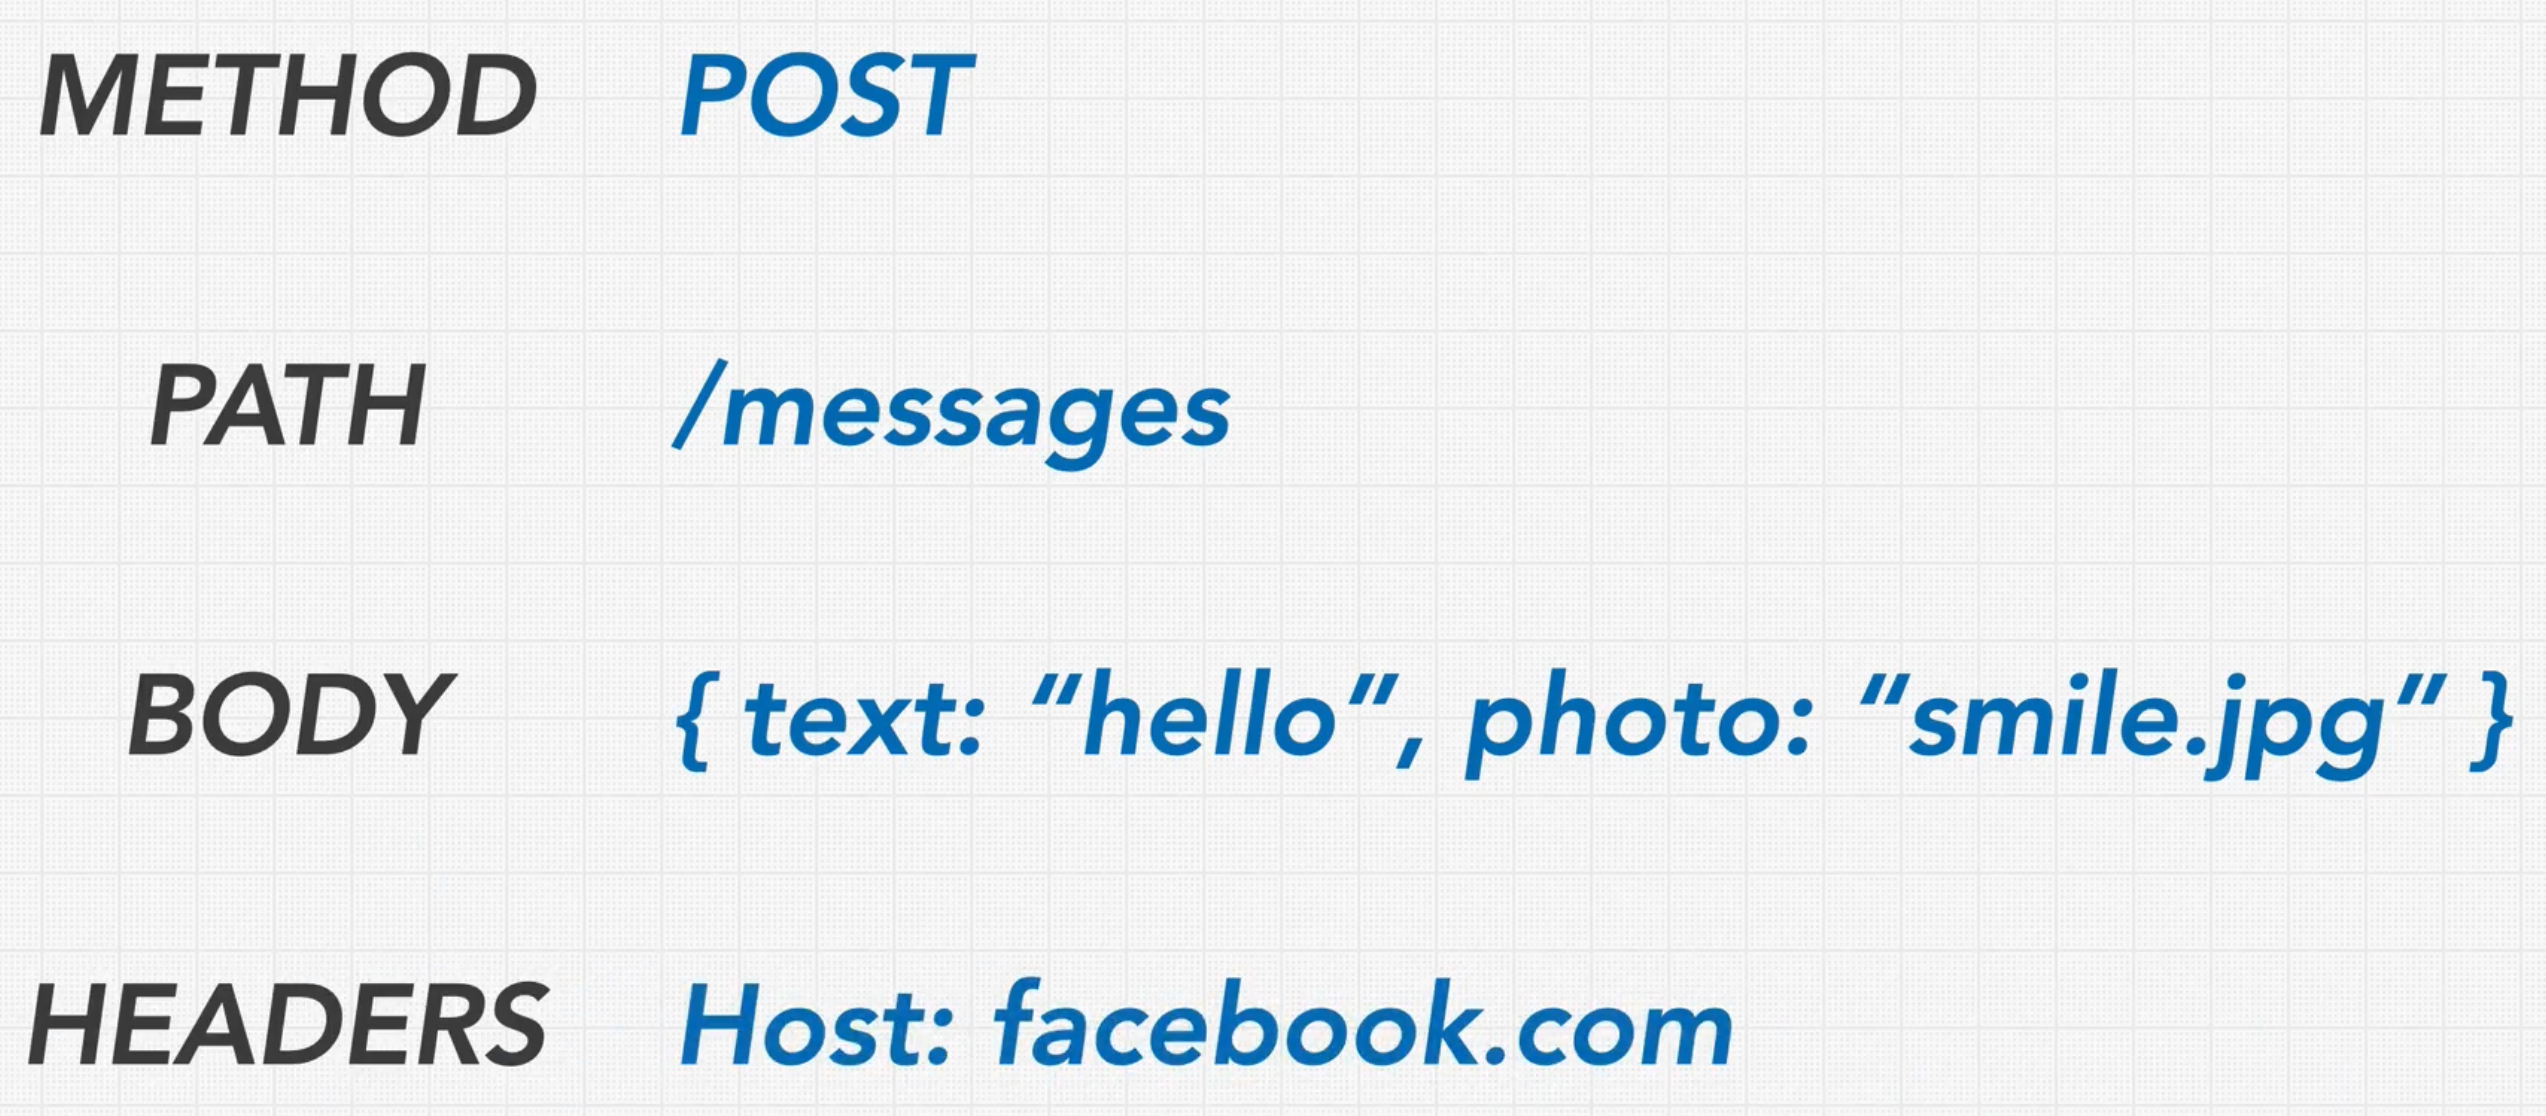 METHOD POST
PATH /messages
BODY { text: “hello”, photo: “smile.jpg” }
HEADERS Host: facebook.com